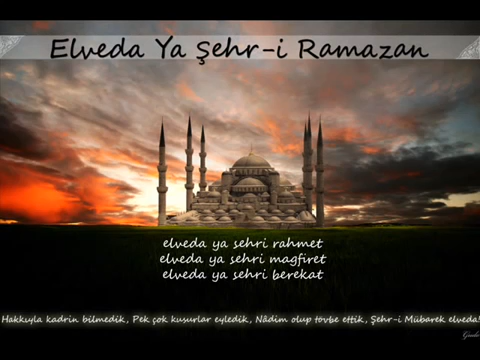 Elveda Ya Şehr-i Ramazan
elveda ya sehri rahmet
elveda ya sehri magfiret
elveda ya sehri berekat
Hakkıyla kadrin bilmedik, Pek çok kusurlar eyledik, Nâdim olup tövbe ettik, Şehr-i Mübarek elveda!